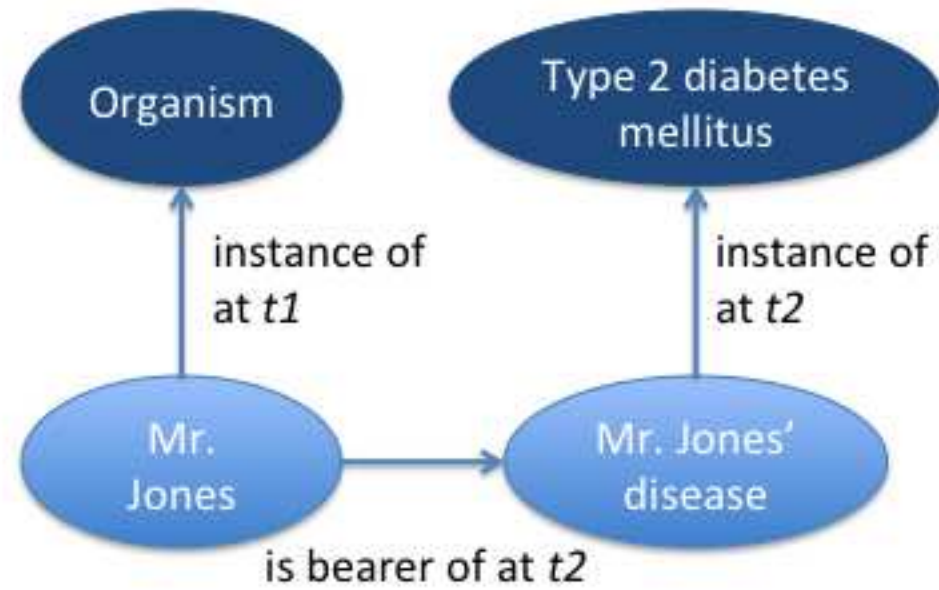 Organism
Type 2 diabetes
mellitus
instance of
at t1
instance of
at t2
Mr.
Jones
Mr. Jones’
disease
is bearer of at t2